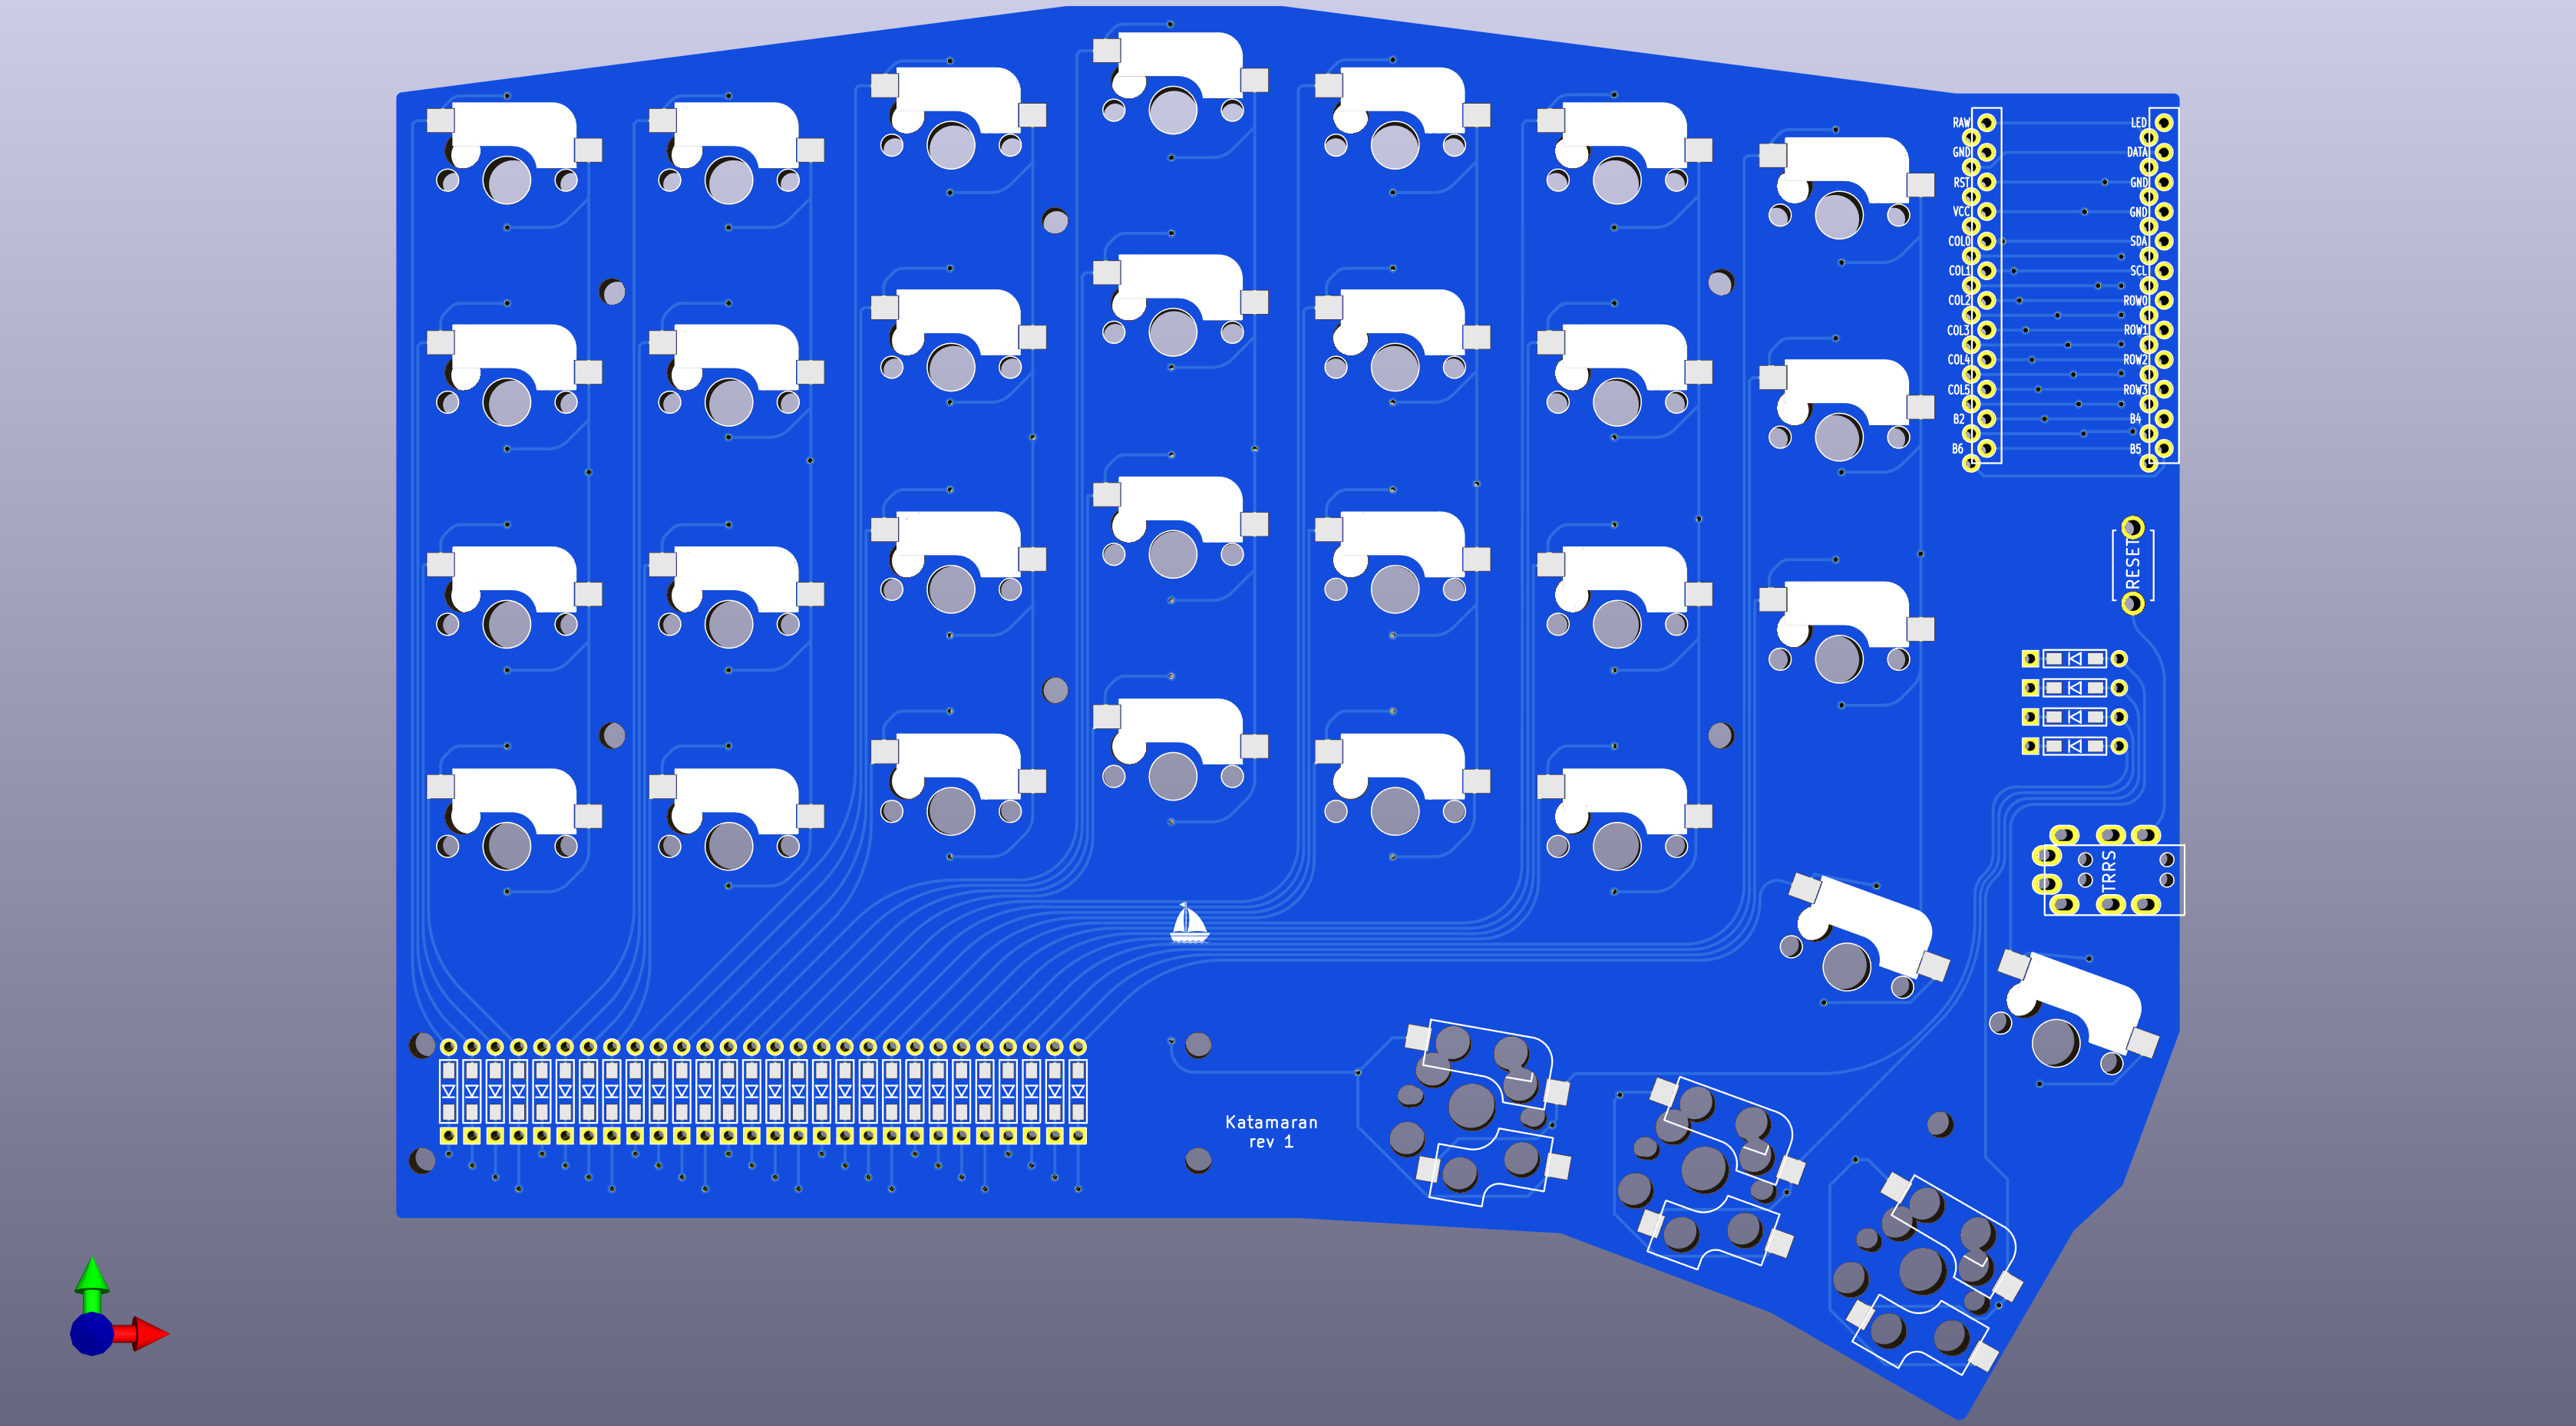 RAW
GND
RST
VCC
COL0
COL1
COL2
COL3
COL4
COL5
B2
B6
LED
DATA
GND
GND
SDA
SCL
ROW0
ROW1
ROW2
ROW3
B4
B5
RESET
TRRS
Katamaran
rev 1